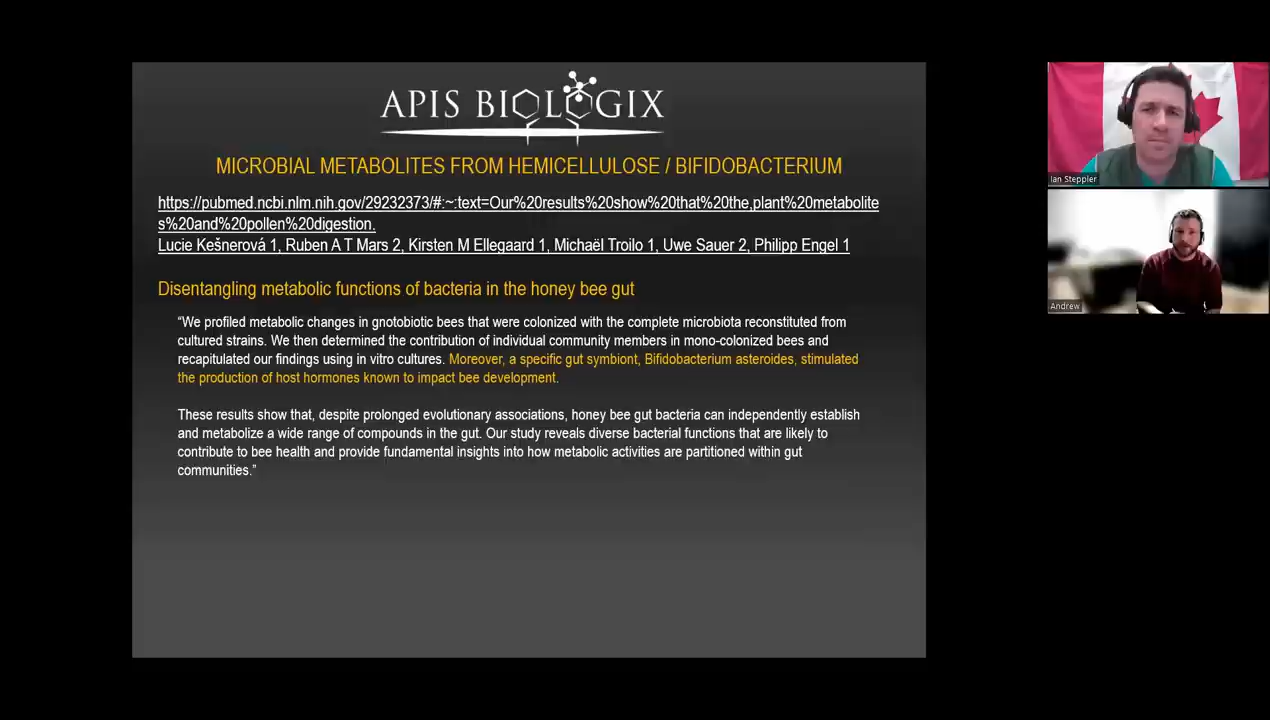 APIS BIOLOGIX
MICROBIAL METABOLITES FROM HEMICELLULOSE / BIFIDOBACTERIUM
https://pubmed.ncbi.nlm.nih.gov/29232373/#:~:text=Our%20results%20show%20that%20the,plant%20metabolite
s%20and%20pollen%20digestion.
Lucie Kešnerová 1, Ruben A T Mars 2, Kirsten M Ellegaard 1, Michaël Troilo 1, Uwe Sauer 2, Philipp Engel 1
Disentangling metabolic functions of bacteria in the honey bee gut
“We profiled metabolic changes in gnotobiotic bees that were colonized with the complete microbiota reconstituted from
cultured strains. We then determined the contribution of individual community members in mono-colonized bees and
recapitulated our findings using in vitro cultures. Moreover, a specific gut symbiont, Bifidobacterium asteroides, stimulated
the production of host hormones known to impact bee development.
These results show that, despite prolonged evolutionary associations, honey bee gut bacteria can independently establish
and metabolize a wide range of compounds in the gut. Our study reveals diverse bacterial functions that are likely to
contribute to bee health and provide fundamental insights into how metabolic activities are partitioned within gut
communities.”
Ian Steppler
Andrew